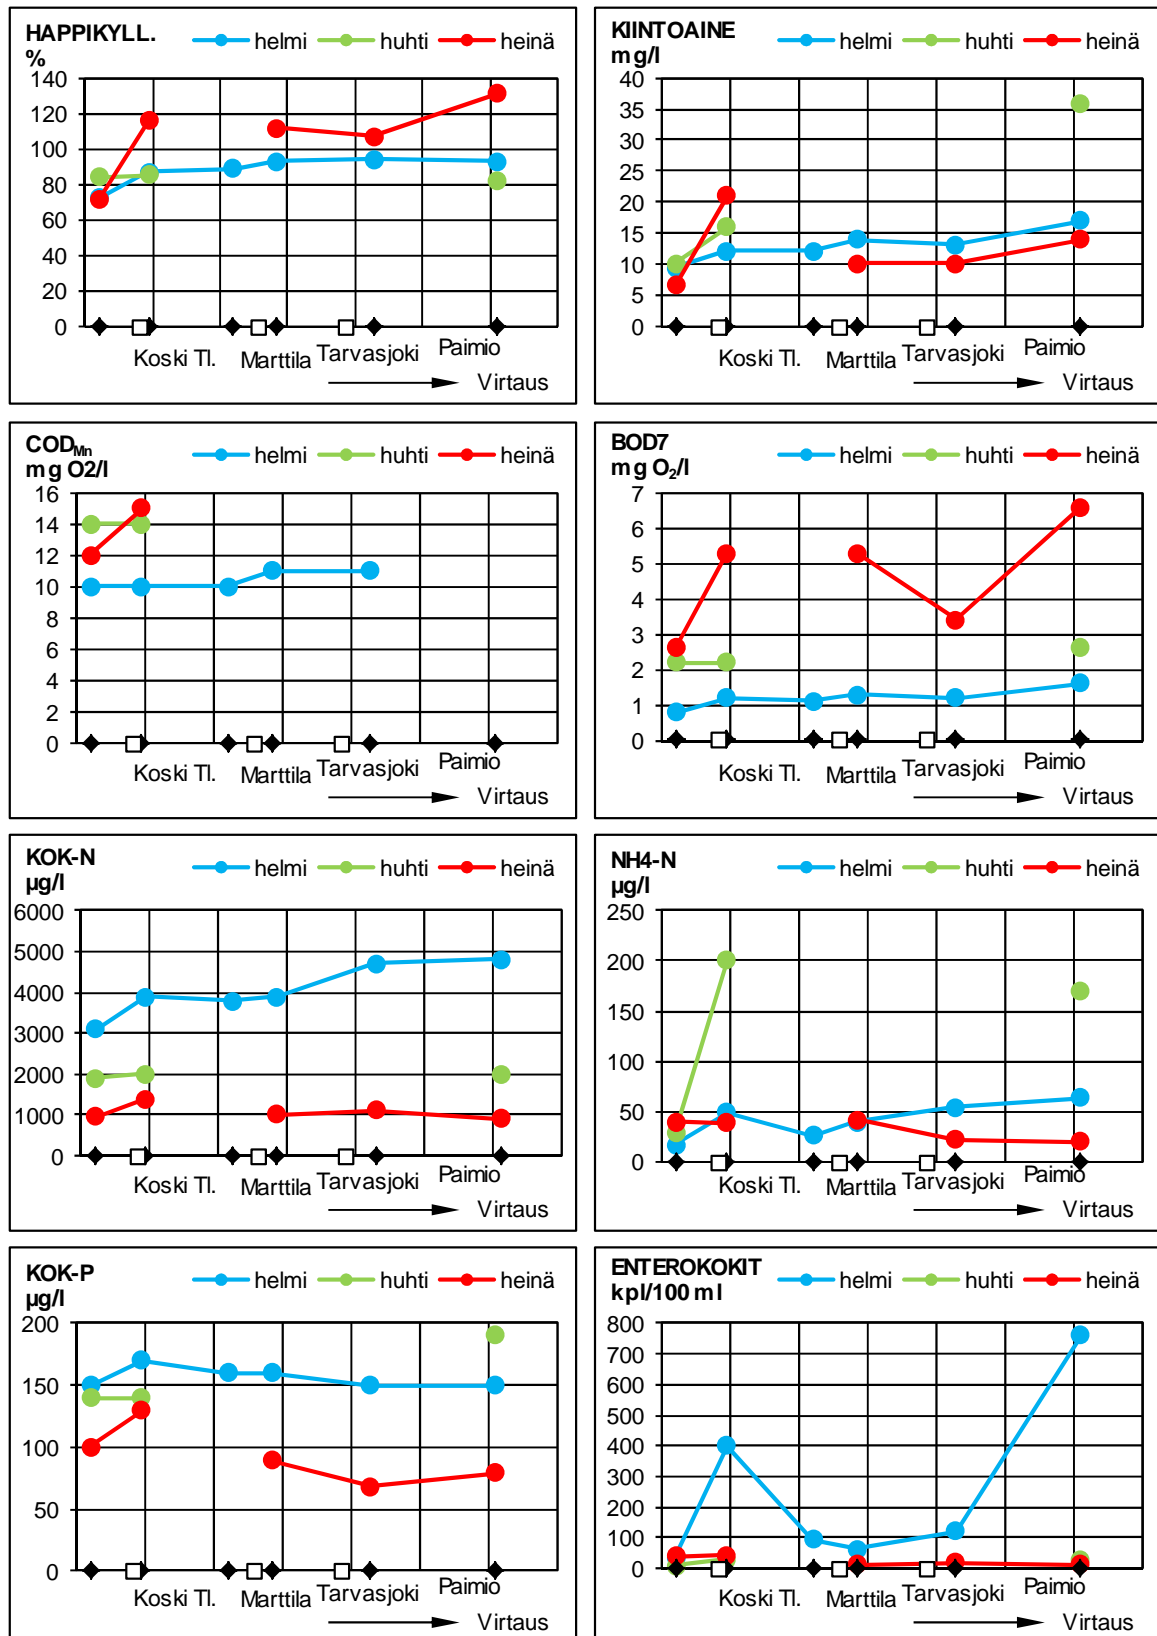 HAPPIKYLL. helmi huhti heinä
%
140
120
100
80
60
40
20
0
Koski Tl. Marttila Tarvasjoki Paimio
Virtaus
KIINTOAINE helmi huhti heinä
mg/l
40
35
30
25
20
15
10
5
0
Koski Tl. Marttila Tarvasjoki Paimio
Virtaus
CODMn helmi huhti heinä
mg O2/l
16
14
12
10
8
6
4
2
0
Koski Tl. Marttila Tarvasjoki Paimio
Virtaus
BOD7 helmi huhti heinä
mg O₂/l
7
6
5
4
3
2
1
0
Koski Tl. Marttila Tarvasjoki Paimio
Virtaus
KOK-N helmi huhti heinä
µg/l
6000
5000
4000
3000
2000
1000
0
Koski Tl. Marttila Tarvasjoki Paimio
Virtaus
NH4-N helmi huhti heinä
µg/l
250
200
150
100
50
0
Koski Tl. Marttila Tarvasjoki Paimio
Virtaus
KOK-P helmi huhti heinä
µg/l
200
150
100
50
0
Koski Tl. Marttila Tarvasjoki Paimio
Virtaus
ENTEROKOKIT helmi huhti heinä
kpl/100 ml
800
700
600
500
400
300
200
100
0
Koski Tl. Marttila Tarvasjoki Paimio
Virtaus